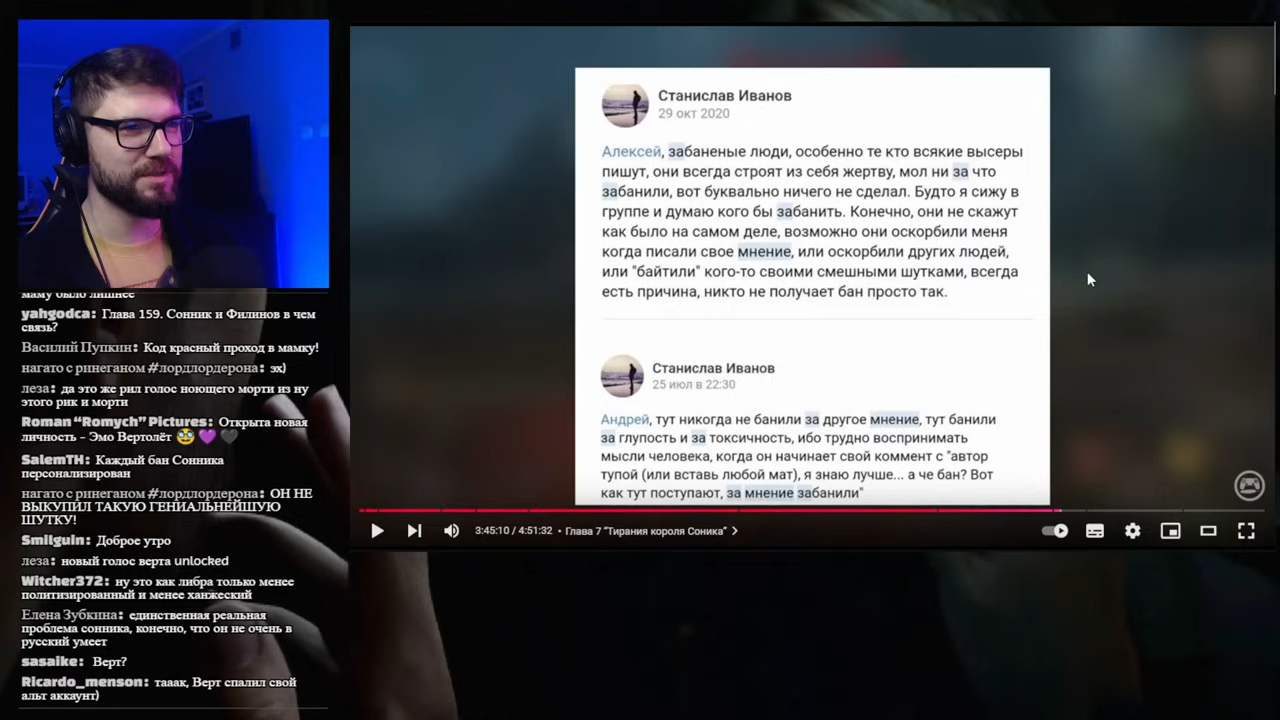 маму было лишнее
yahgodca: Глава 159. Сонник и Филинов в чем
связь?
Василий Пупкин: Код красный проход в мамку!
нагато с ринеганом #лордлордерона: эх)
леза: да это же рил голос ноющего морти из ну
этого рик и морти
Roman “Romych” Pictures: Открыта новая
личность - Эмо Вертолёт 🥸💜🖤
SalemTH: Каждый бан Сонника
персонализирован
нагато с ринеганом #лордлордерона: ОН НЕ
ВЫКУПИЛ ТАКУЮ ГЕНИАЛЬНЕЙШУЮ
ШУТКУ!
Smilguin: Доброе утро
леза: новый голос верта unlocked
Witcher372: ну это как либра только менее
политизированный и менее ханжеский
Елена Зубкина: единственная реальная
проблема сонника, конечно, что он не очень в
русский умеет
sasaike: Верт?
Ricardo_menson: тааак, Верт спалил свой
альт аккаунт)
Станислав Иванов
29 окт 2020
Алексей, забаненые люди, особенно те кто всякие высеры
пишут, они всегда строят из себя жертву, мол ни за что
забанили, вот буквально ничего не сделал. Будто я сижу в
группе и думаю кого бы забанить. Конечно, они не скажут
как было на самом деле, возможно они оскорбили меня
когда писали свое мнение, или оскорбили других людей,
или "байтили" кого-то своими смешными шутками, всегда
есть причина, никто не получает бан просто так.
Станислав Иванов
25 июл в 22:30
Андрей, тут никогда не банили за другое мнение, тут банили
за глупость и за токсичность, ибо трудно воспринимать
мысли человека, когда он начинает свой коммент с "автор
тупой (или вставь любой мат), я знаю лучше... а че бан? Вот
как тут поступают, за мнение забанили"
3:45:10 / 4:51:32 • Глава 7 “Тирания короля Соника” >